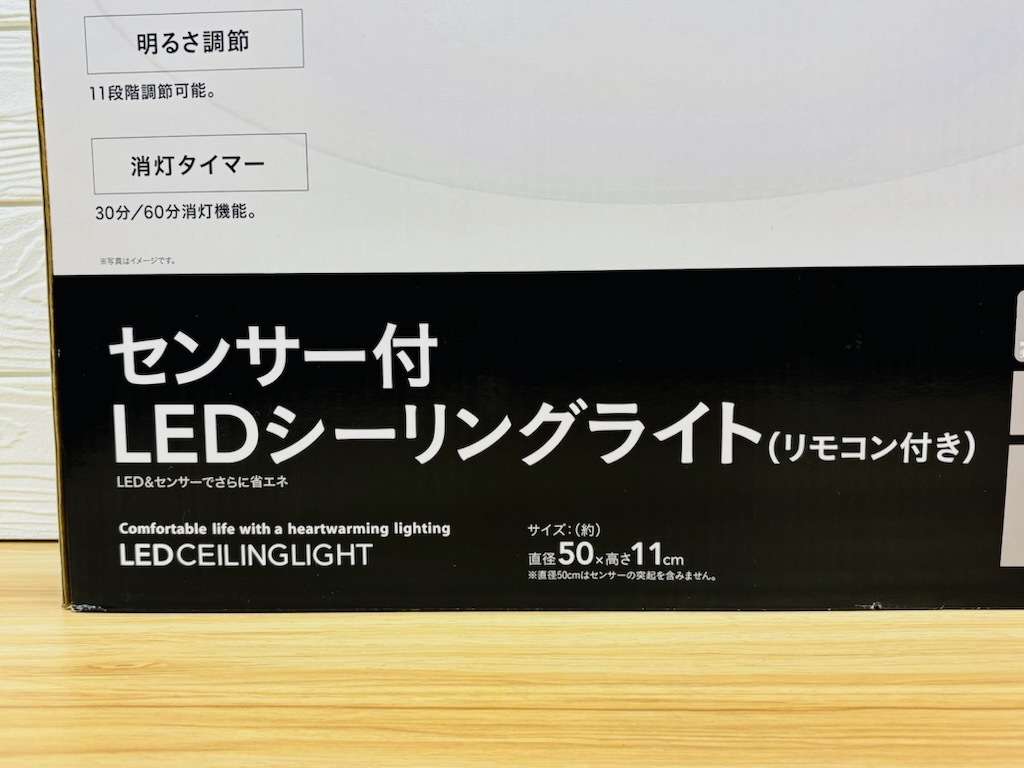 明るさ調節
11段階調節可能。
消灯タイマー
30分/60分消灯機能。
※写真はイメージです。
センサー付
LEDシーリングライト(リモコン付き)
LED&センサーでさらに省エネ
Comfortable life with a heartwarming lighting
LEDCEILINGLIGHT
サイズ:(約)
直径50×高さ11cm
※直径50cmはセンサーの突起を含みません。